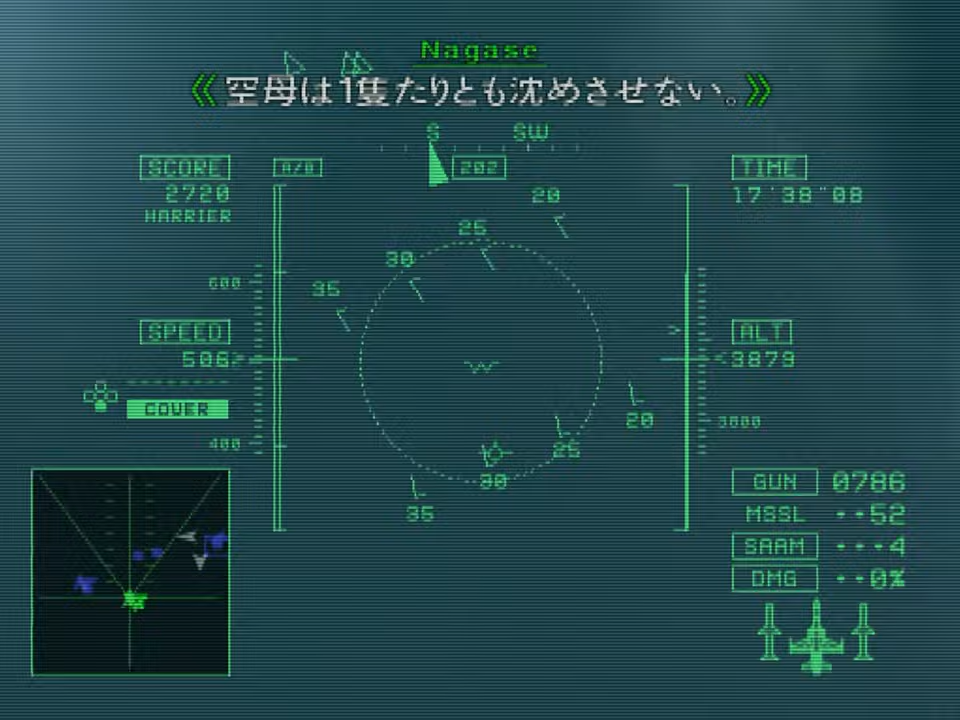 Nagase
《空母は1隻たりとも沈めさせない。》
S SW
SCORE A/B 202 TIME
2720 20 17'38"08
HARRIER
25
30
600 35
SPEED ALT
506> <3879
COVER
20 3800
400 25
30
35
GUN 0786
MSSL --52
SAAM ---4
DMG --0%